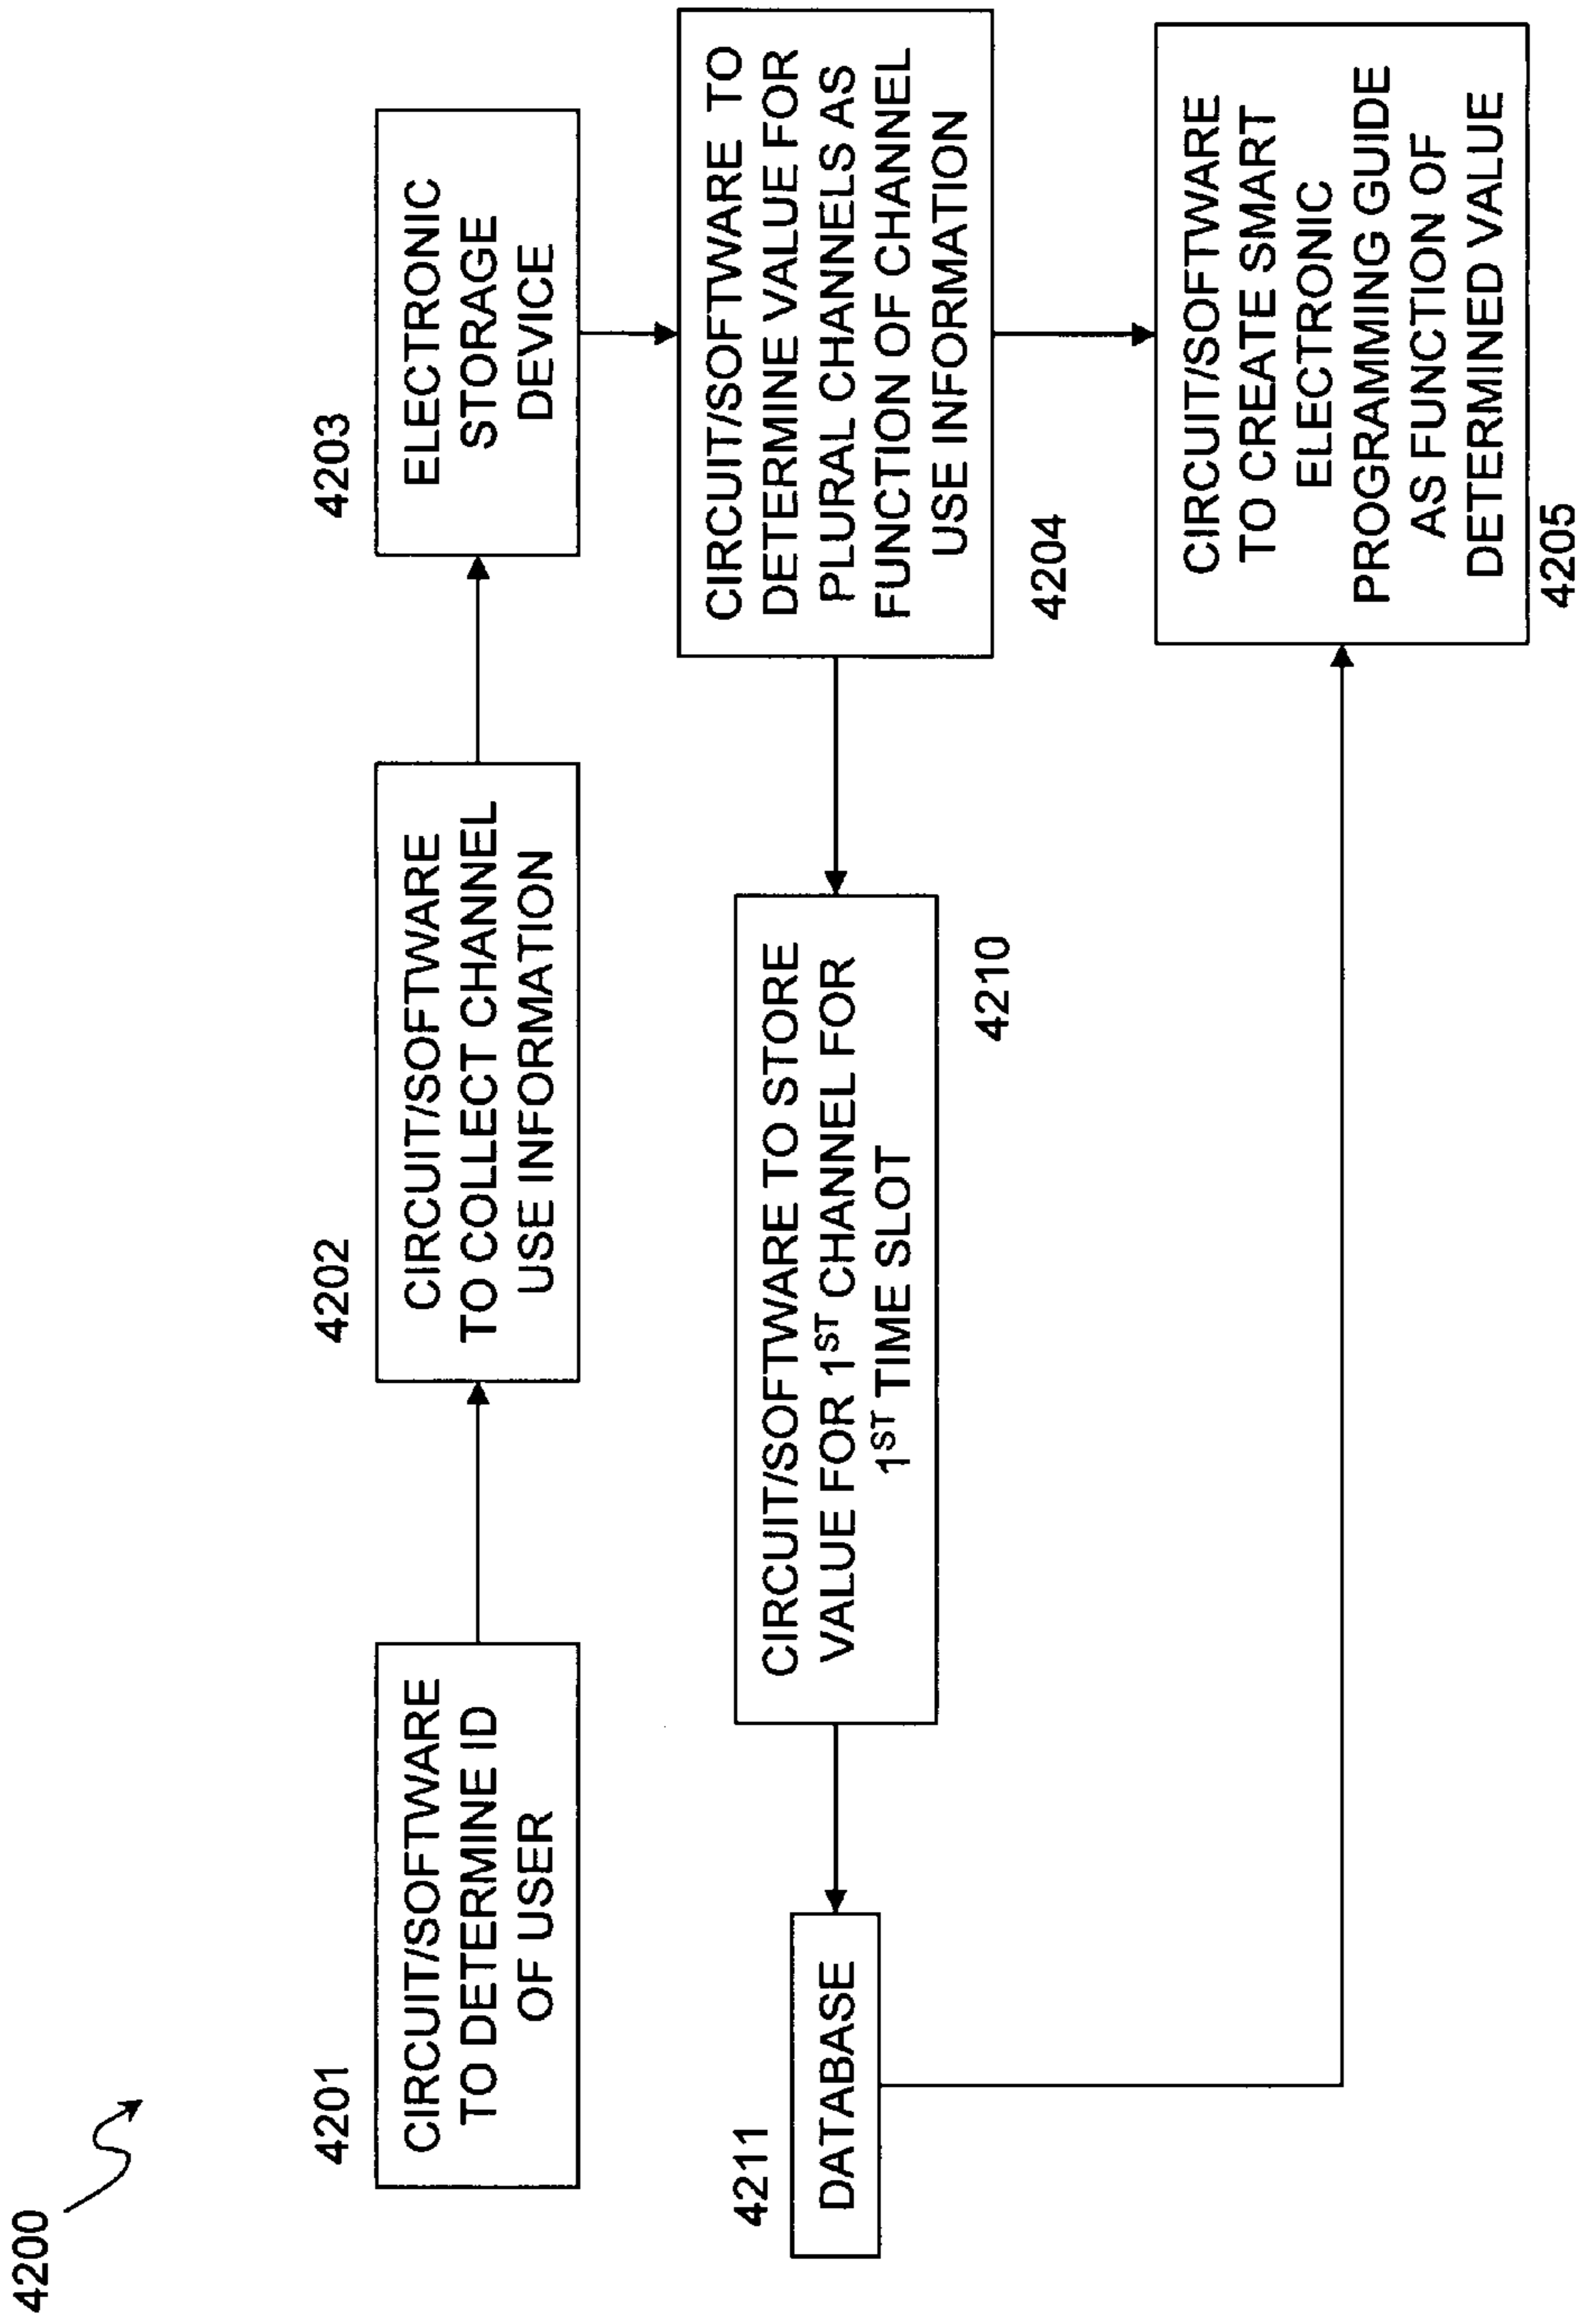 4200
4201
CIRCUIT/SOFTWARE
TO DETERMINE ID
OF USER
4202
CIRCUIT/SOFTWARE
TO COLLECT CHANNEL
USE INFORMATION
4203
ELECTRONIC
STORAGE
DEVICE
4211
DATABASE
CIRCUIT/SOFTWARE TO STORE
VALUE FOR 1ST CHANNEL FOR
1ST TIME SLOT
4210
CIRCUIT/SOFTWARE TO
DETERMINE VALUE FOR
PLURAL CHANNELS AS
FUNCTION OF CHANNEL
USE INFORMATION
4204
CIRCUIT/SOFTWARE
TO CREATE SMART
ELECTRONIC
PROGRAMMING GUIDE
AS FUNCTION OF
DETERMINED VALUE
4205